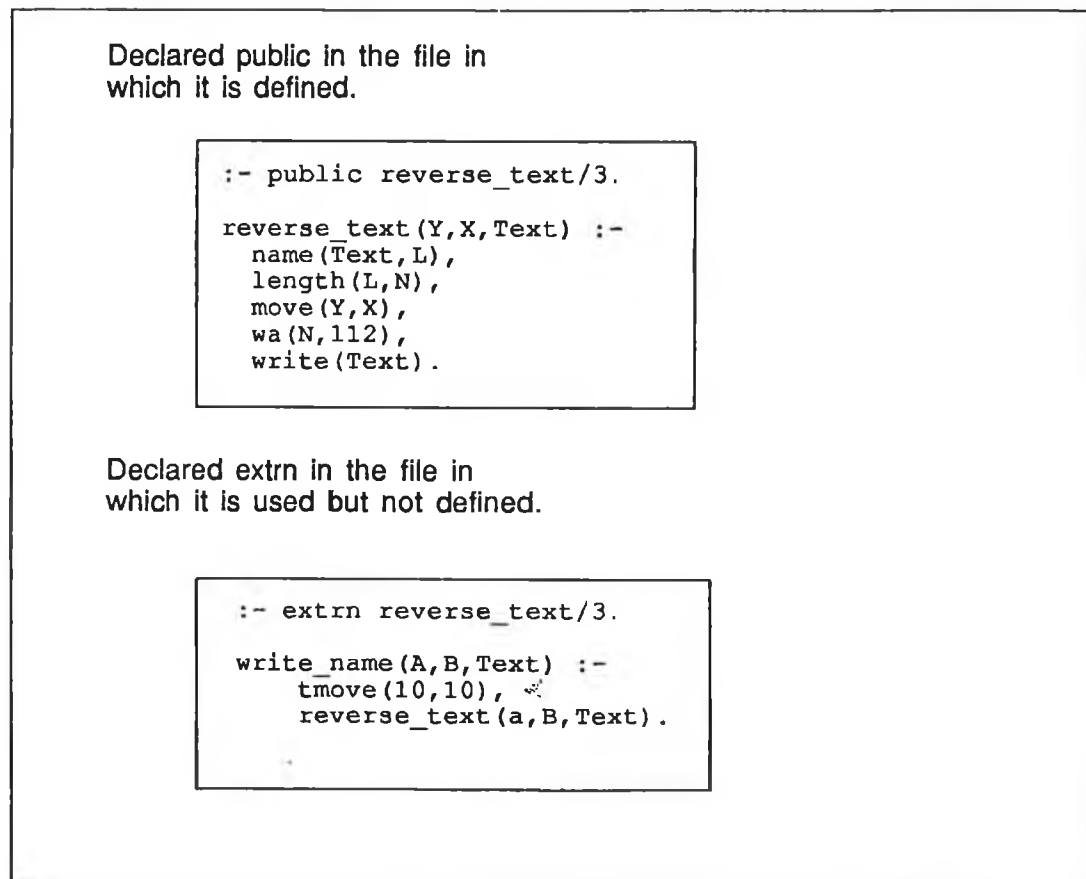 Declared public in the file in
which it is defined.
:- public reverse_text/3.
reverse_text(Y,X,Text) :-
name(Text,L),
length(L,N),
move(Y,X),
wa(N,112),
write(Text).
Declared extrn in the file in
which it is used but not defined.
:- extrn reverse_text/3.
write_name(A,B,Text) :-
tmove(10,10),
reverse_text(a,B,Text).